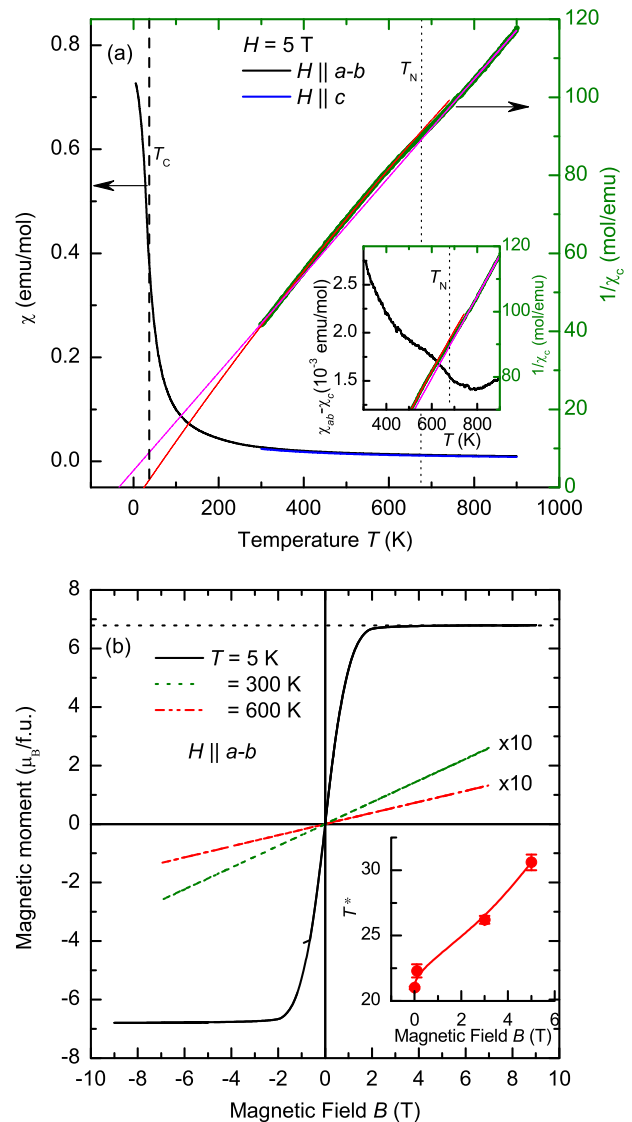 (a)
H = 5 T
H || a-b
H || c
T_C
T_N
χ (emu/mol)
0.8
0.6
0.4
0.2
0.0
1/χ_c (mol/emu)
120
100
80
60
40
20
0
0 200 400 600 800 1000
Temperature T (K)
χ_ab-χ_c(10^-3 emu/mol)
2.5
2.0
1.5
T_N
1/χ_c (mol/emu)
120
100
80
400 600 800
T (K)
(b)
T = 5 K
= 300 K
= 600 K
H || a-b
x10
x10
Magnetic moment (μ_B/f.u.)
8
6
4
2
0
-2
-4
-6
-8
-10 -8 -6 -4 -2 0 2 4 6 8 10
Magnetic Field B (T)
T*
30
25
20
0 2 4 6
Magnetic Field B (T)